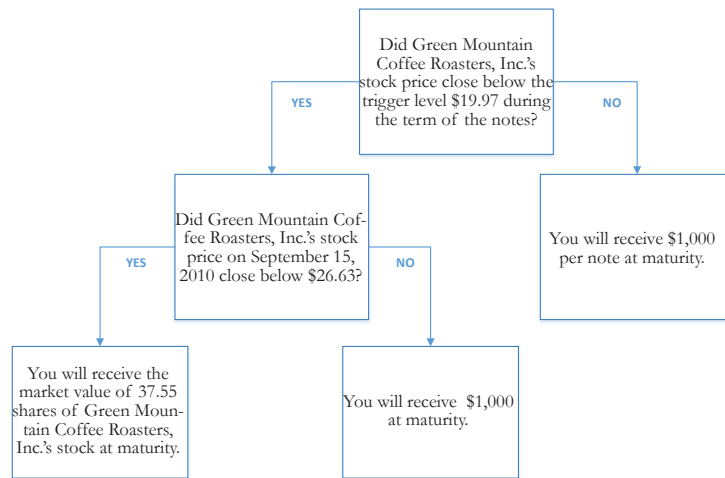 Did Green Mountain
Coffee Roasters, Inc.'s
stock price close below the
trigger level $19.97 during
the term of the notes?
YES
NO
Did Green Mountain Cof-
fee Roasters, Inc.'s stock
price on September 15,
2010 close below $26.63?
You will receive $1,000
per note at maturity.
YES
NO
You will receive the
market value of 37.55
shares of Green Moun-
tain Coffee Roasters,
Inc.'s stock at maturity.
You will receive $1,000
at maturity.